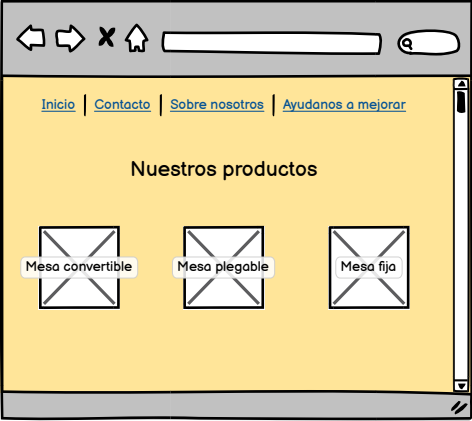 Inicio | Contacto | Sobre nosotros | Ayudanos a mejorar
Nuestros productos
Mesa convertible Mesa plegable Mesa fija